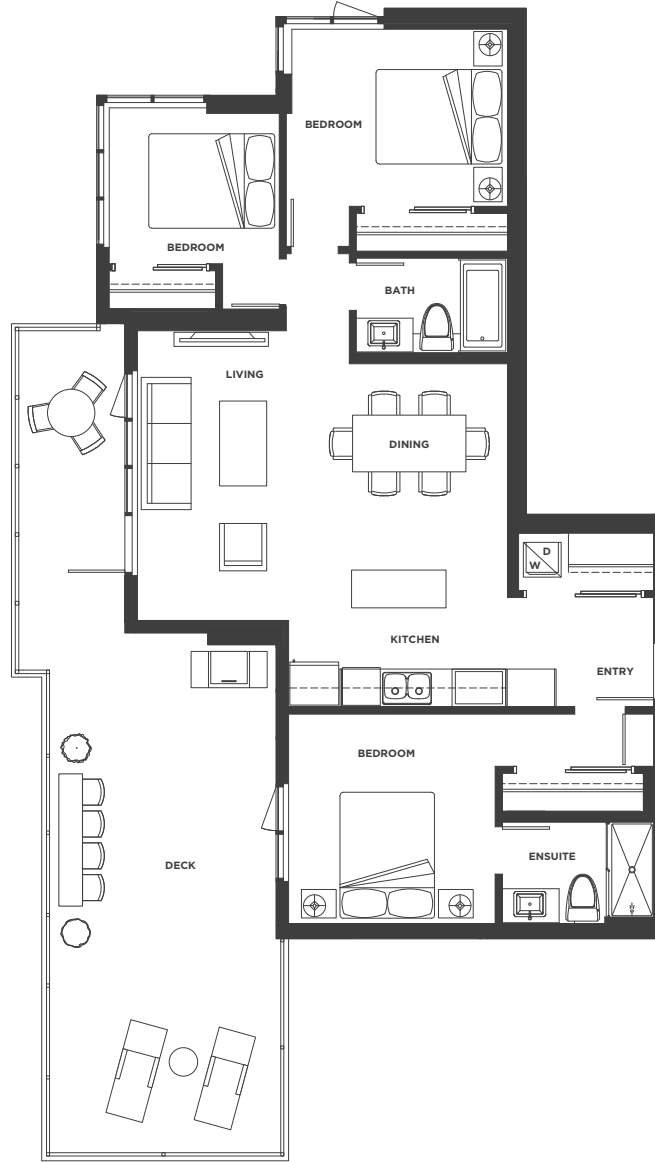 BEDROOM
BEDROOM
BATH
LIVING
DINING
D
W
KITCHEN
ENTRY
BEDROOM
ENSUITE
DECK